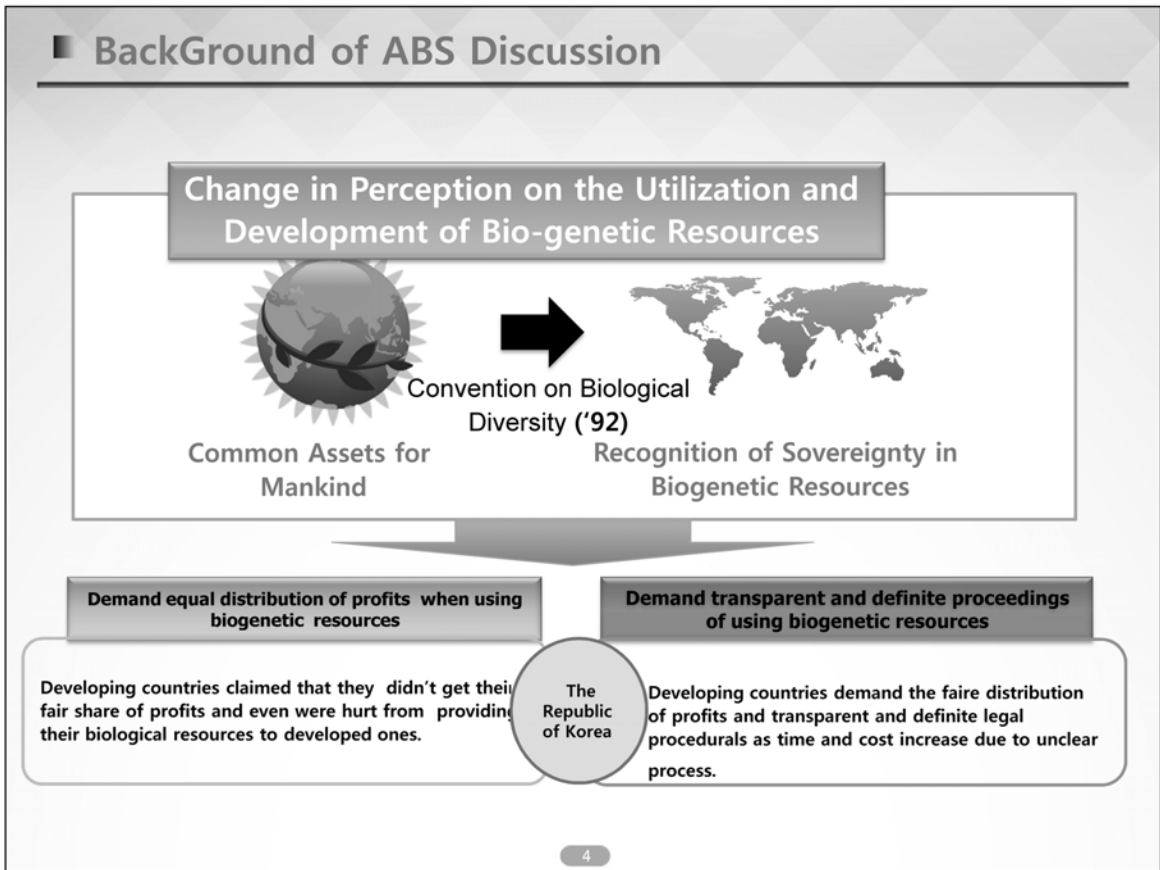 BackGround of ABS Discussion
Change in Perception on the Utilization and
Development of Bio-genetic Resources
Convention on Biological
Diversity (‘92)
Common Assets for
Mankind
Recognition of Sovereignty in
Biogenetic Resources
Demand equal distribution of profits when using
biogenetic resources
Developing countries claimed that they didn’t get their
fair share of profits and even were hurt from providing
their biological resources to developed ones.
The
Republic
of Korea
Demand transparent and definite proceedings
of using biogenetic resources
Developing countries demand the faire distribution
of profits and transparent and definite legal
procedurals as time and cost increase due to unclear
process.
4